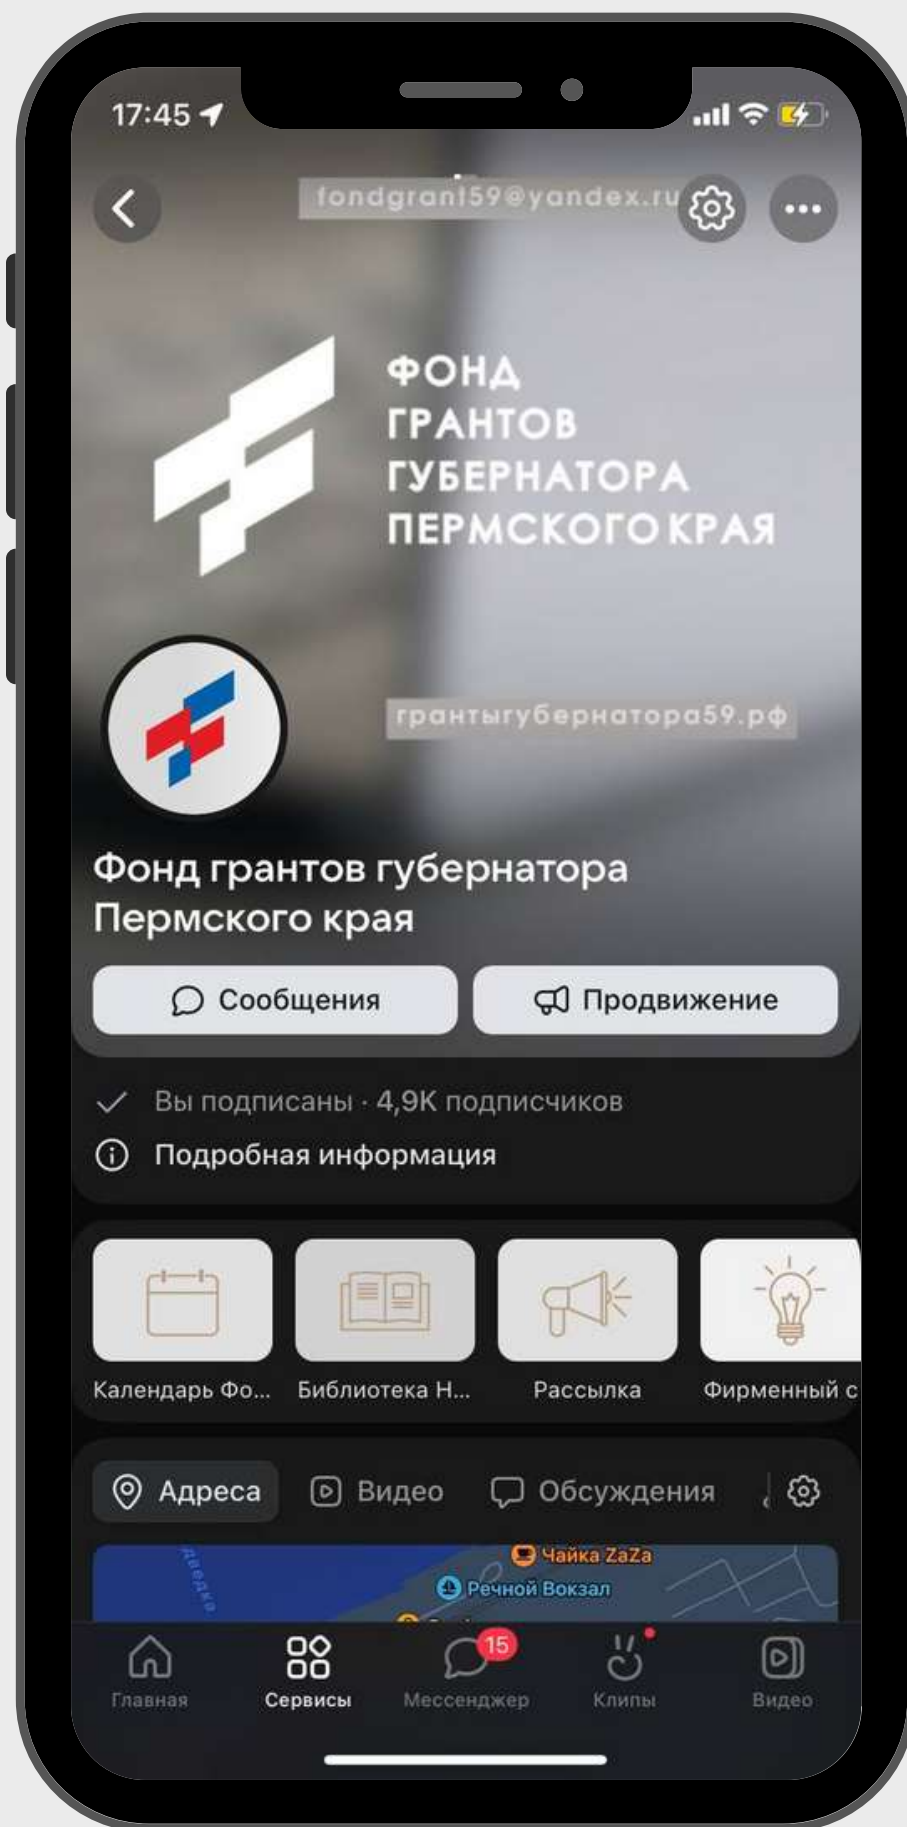 17:45
fondgrant59@yandex.ru
ФОНД
ГРАНТОВ
ГУБЕРНАТОРА
ПЕРМСКОГО КРАЯ
грантыгубернатора59.рф
Фонд грантов губернатора
Пермского края
Сообщения Продвижение
Вы подписаны · 4,9K подписчиков
Подробная информация
Календарь Фо... Библиотека Н... Рассылка Фирменный с
Адреса Видео Обсуждения
Чайка ZaZa
Речной Вокзал
15
Главная Сервисы Мессенджер Клипы Видео